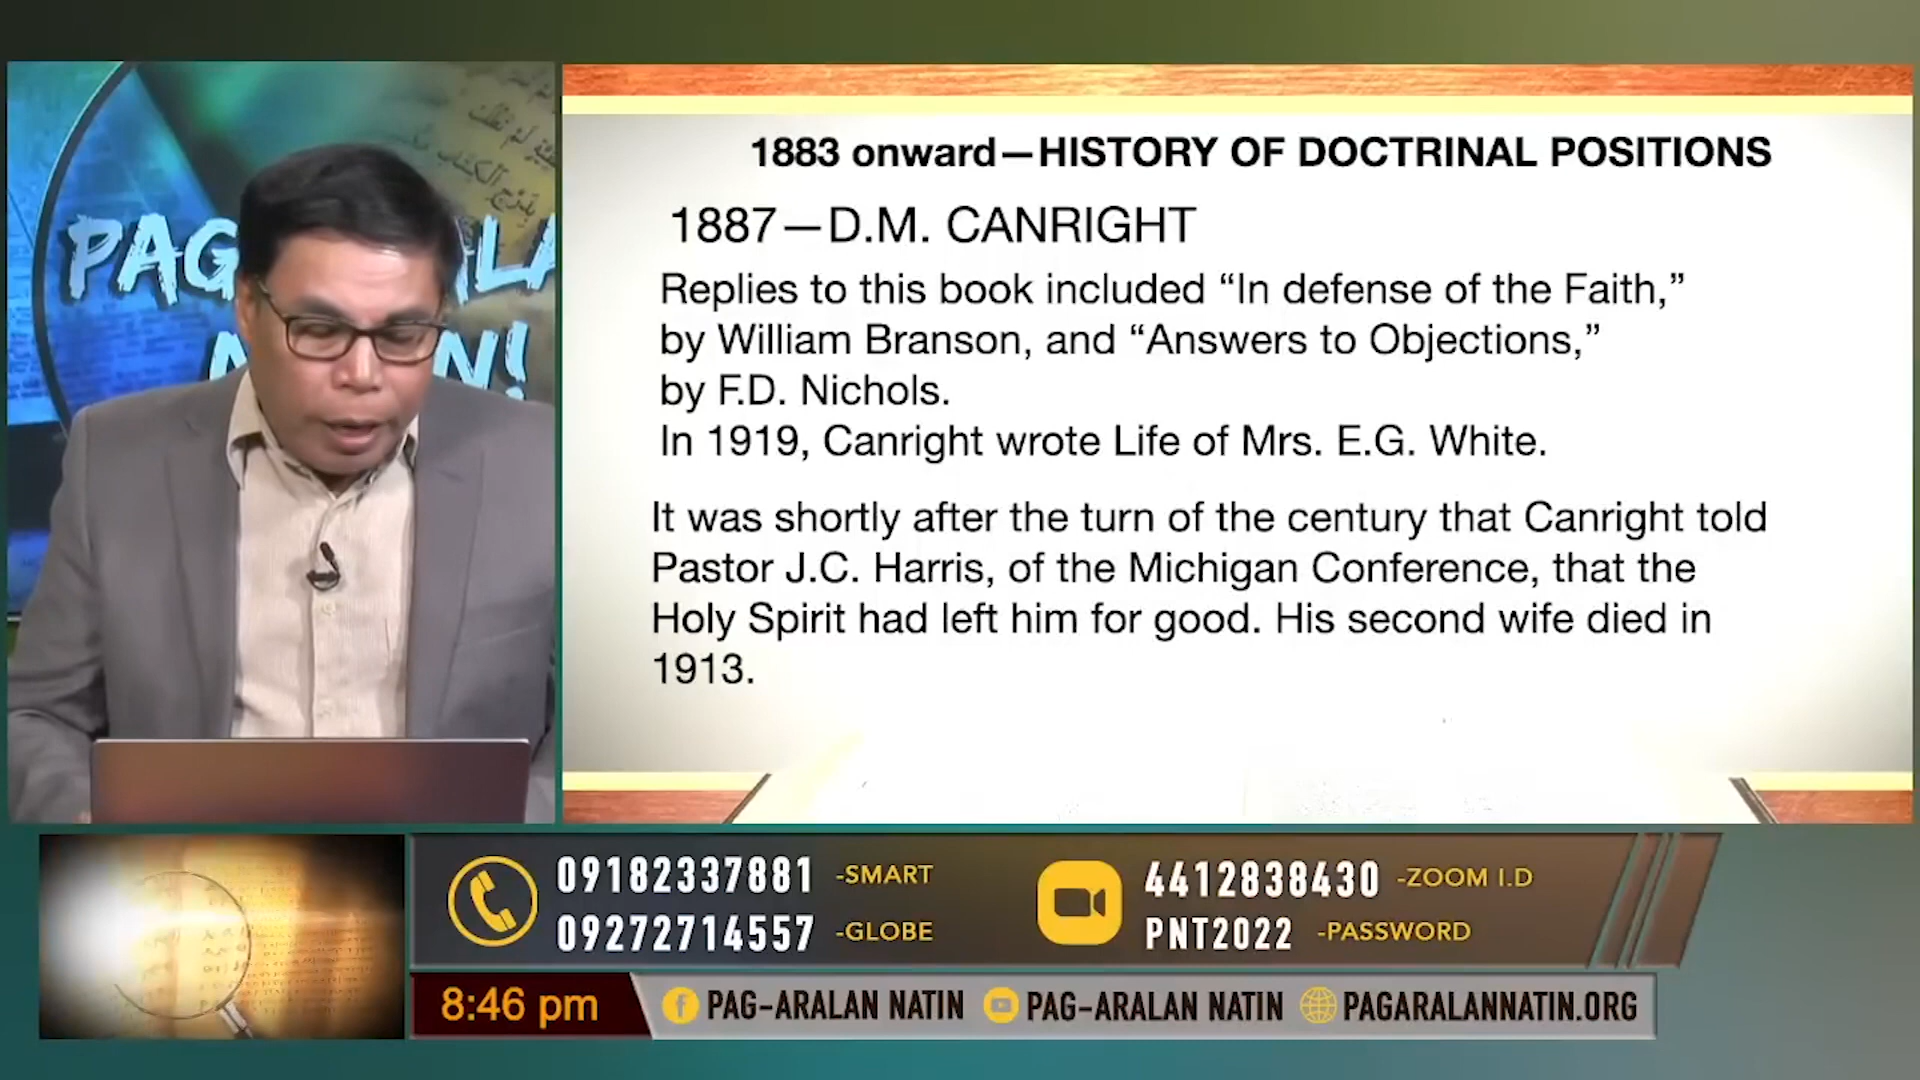 PAG ALA
N N!
1883 onward—HISTORY OF DOCTRINAL POSITIONS
1887—D.M. CANRIGHT
Replies to this book included “In defense of the Faith,”
by William Branson, and “Answers to Objections,”
by F.D. Nichols.
In 1919, Canright wrote Life of Mrs. E.G. White.
It was shortly after the turn of the century that Canright told
Pastor J.C. Harris, of the Michigan Conference, that the
Holy Spirit had left him for good. His second wife died in
1913.
09182337881 -SMART
09272714557 -GLOBE
4412838430 -ZOOM I.D
PNT2022 -PASSWORD
8:46 pm
PAG-ARALAN NATIN
PAG-ARALAN NATIN
PAGARALANNATIN.ORG